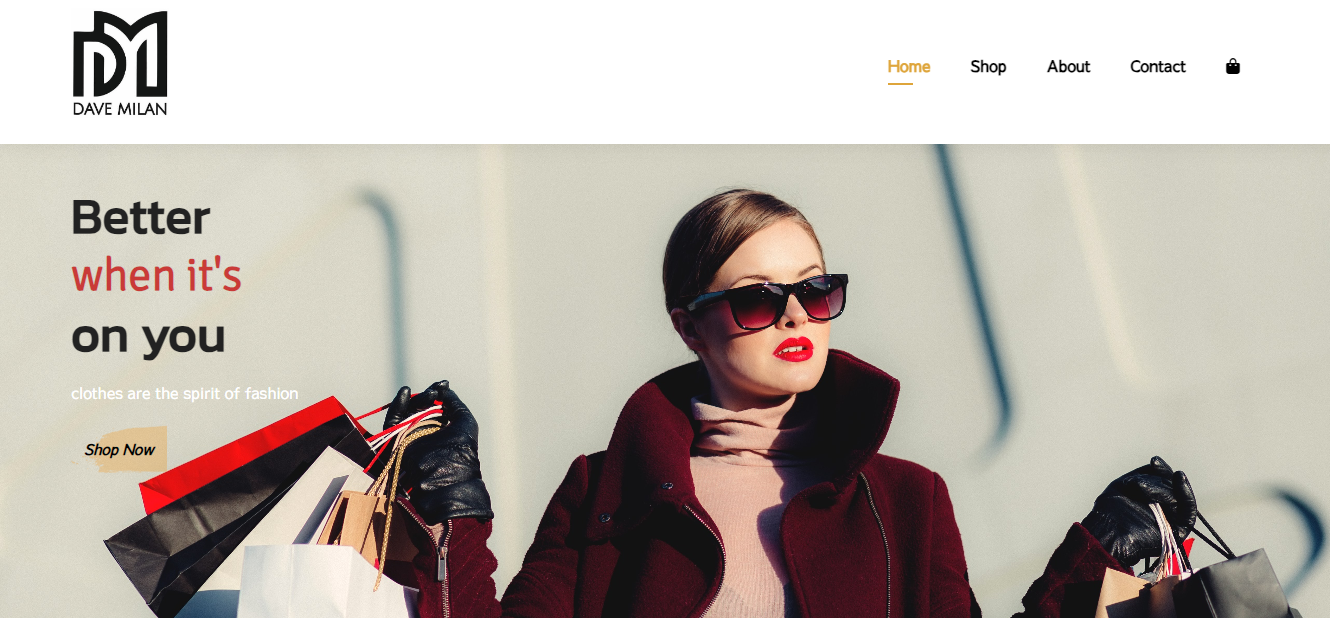 DM
DAVE MILAN
Home
Shop
About
Contact
Better
when it's
on you
clothes are the spirit of fashion
Shop Now